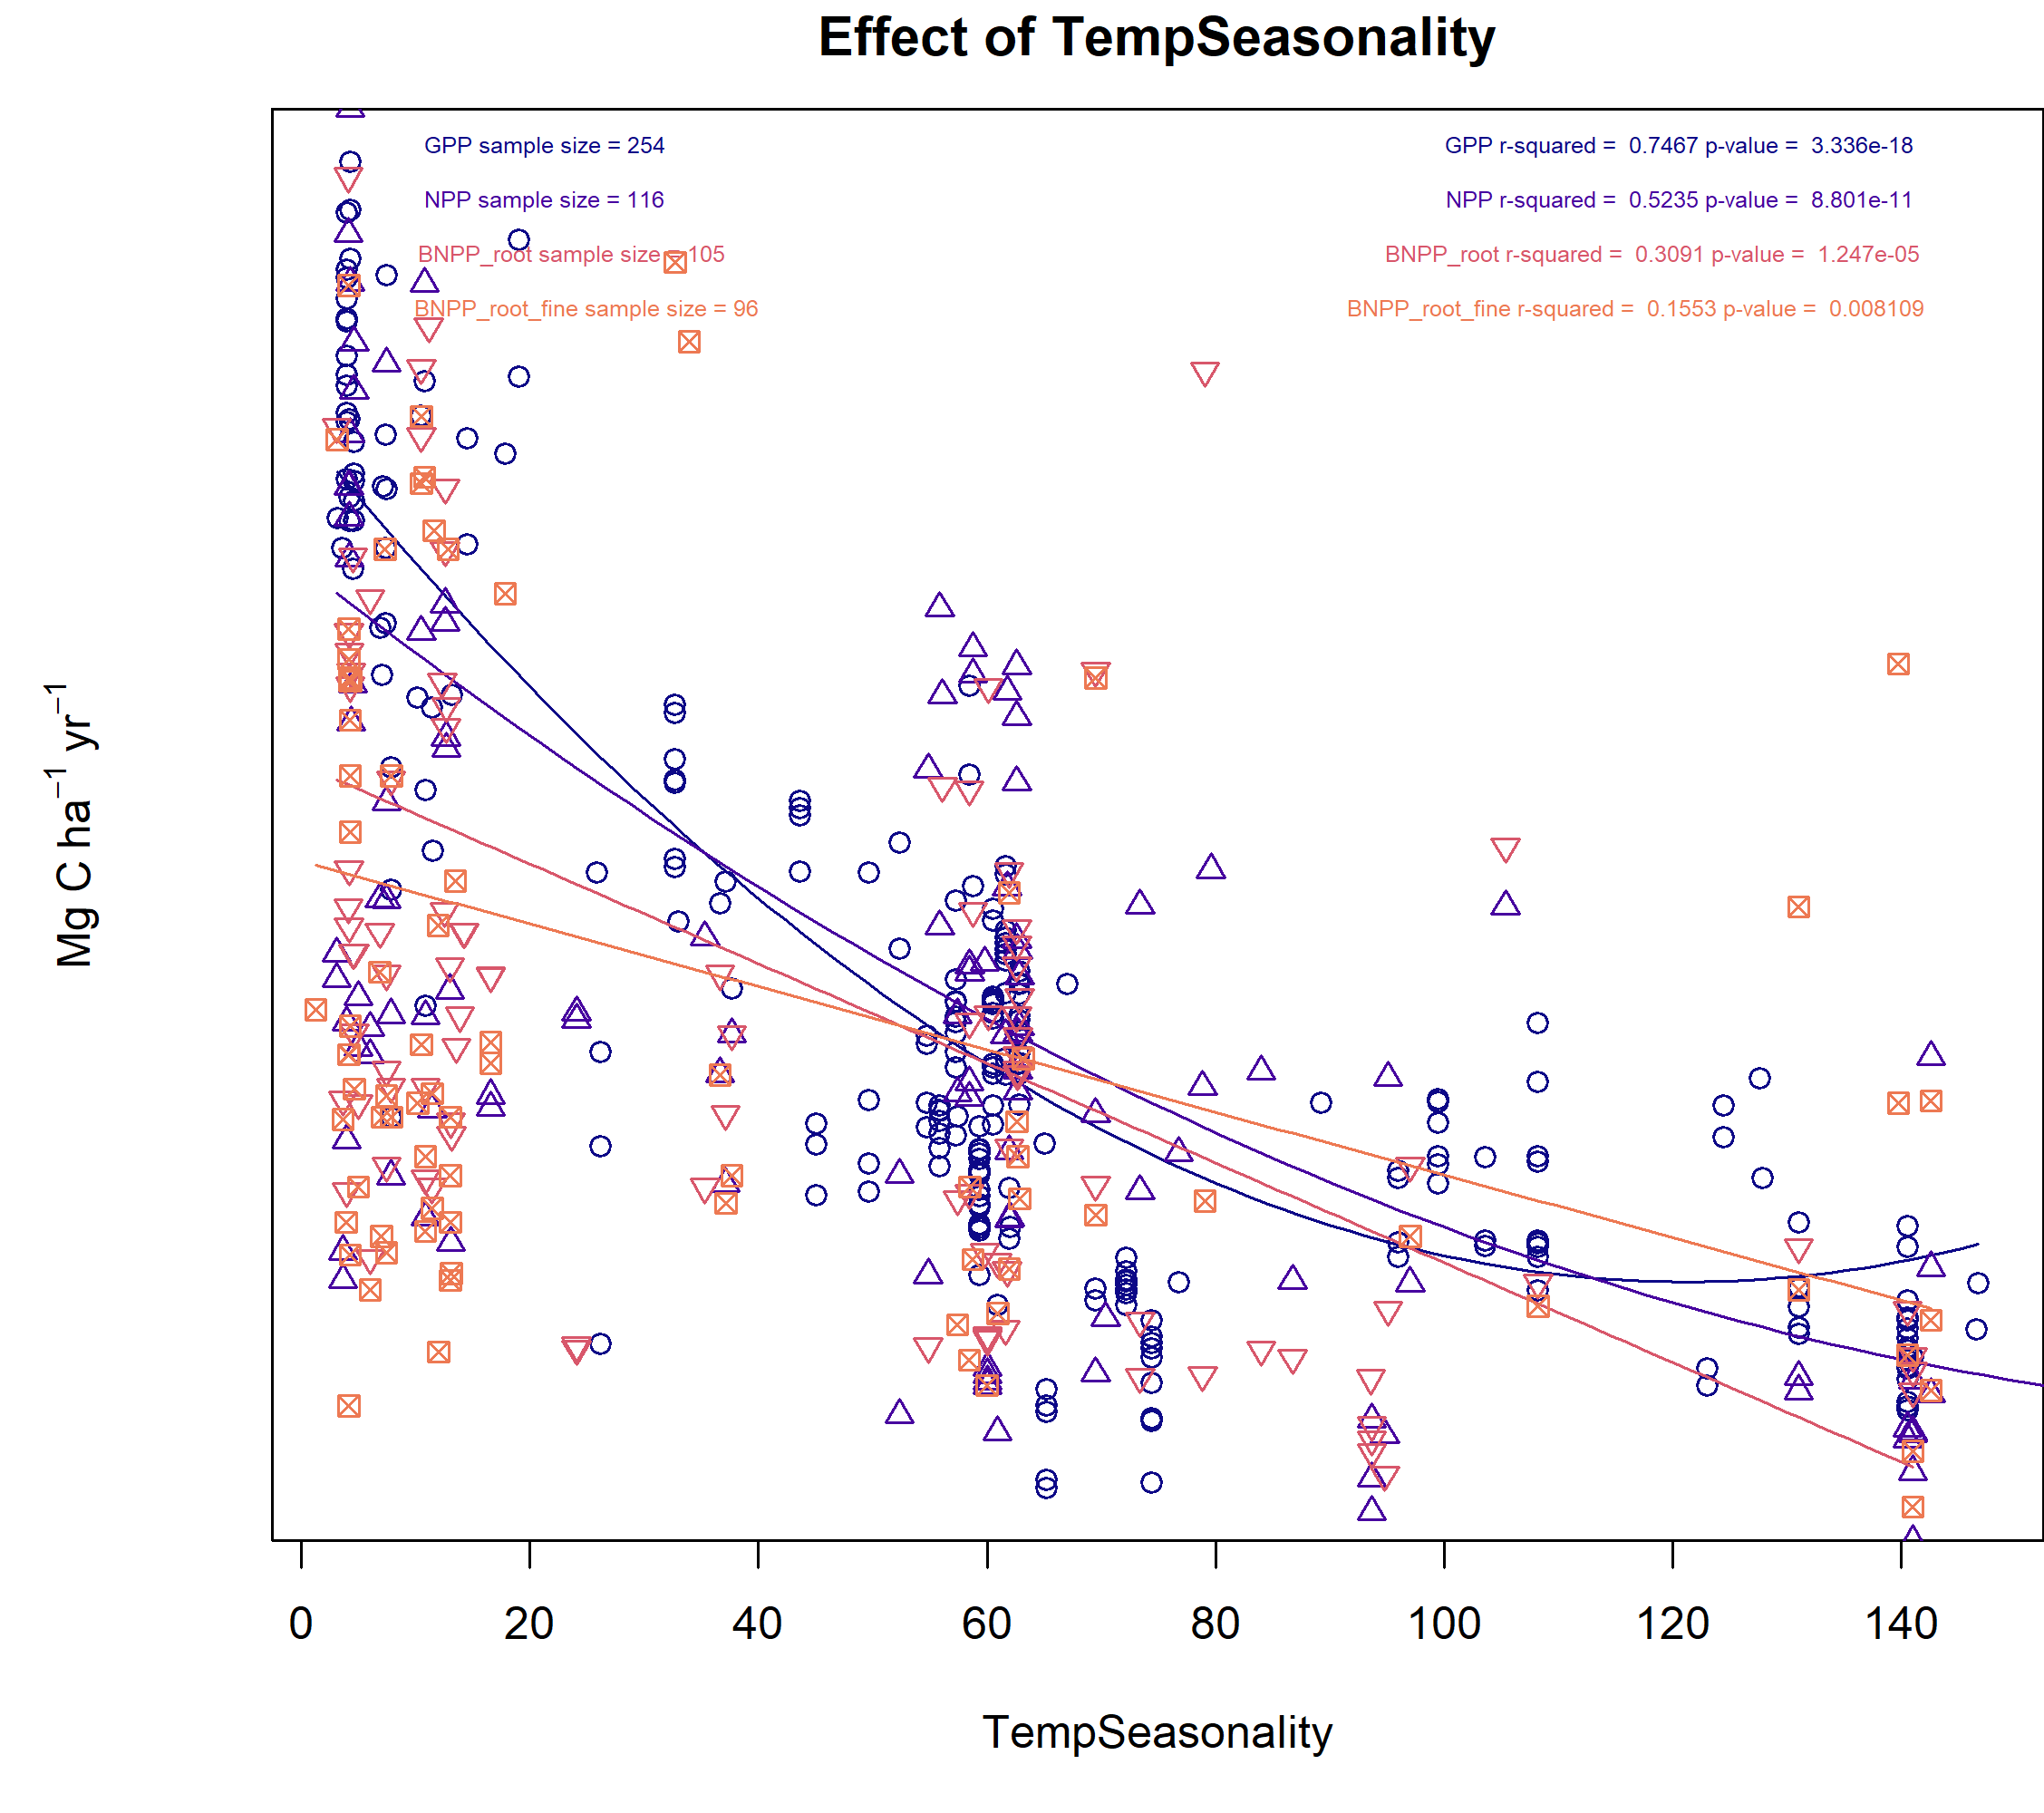 Effect of TempSeasonality
GPP sample size = 254
GPP r-squared = 0.7467 p-value = 3.336e-18
NPP sample size = 116
NPP r-squared = 0.5235 p-value = 8.801e-11
BNPP_root sample size = 105
BNPP_root r-squared = 0.3091 p-value = 1.247e-05
BNPP_root_fine sample size = 96
BNPP_root_fine r-squared = 0.1553 p-value = 0.008109
Mg C ha⁻¹ yr⁻¹
0 20 40 60 80 100 120 140
TempSeasonality